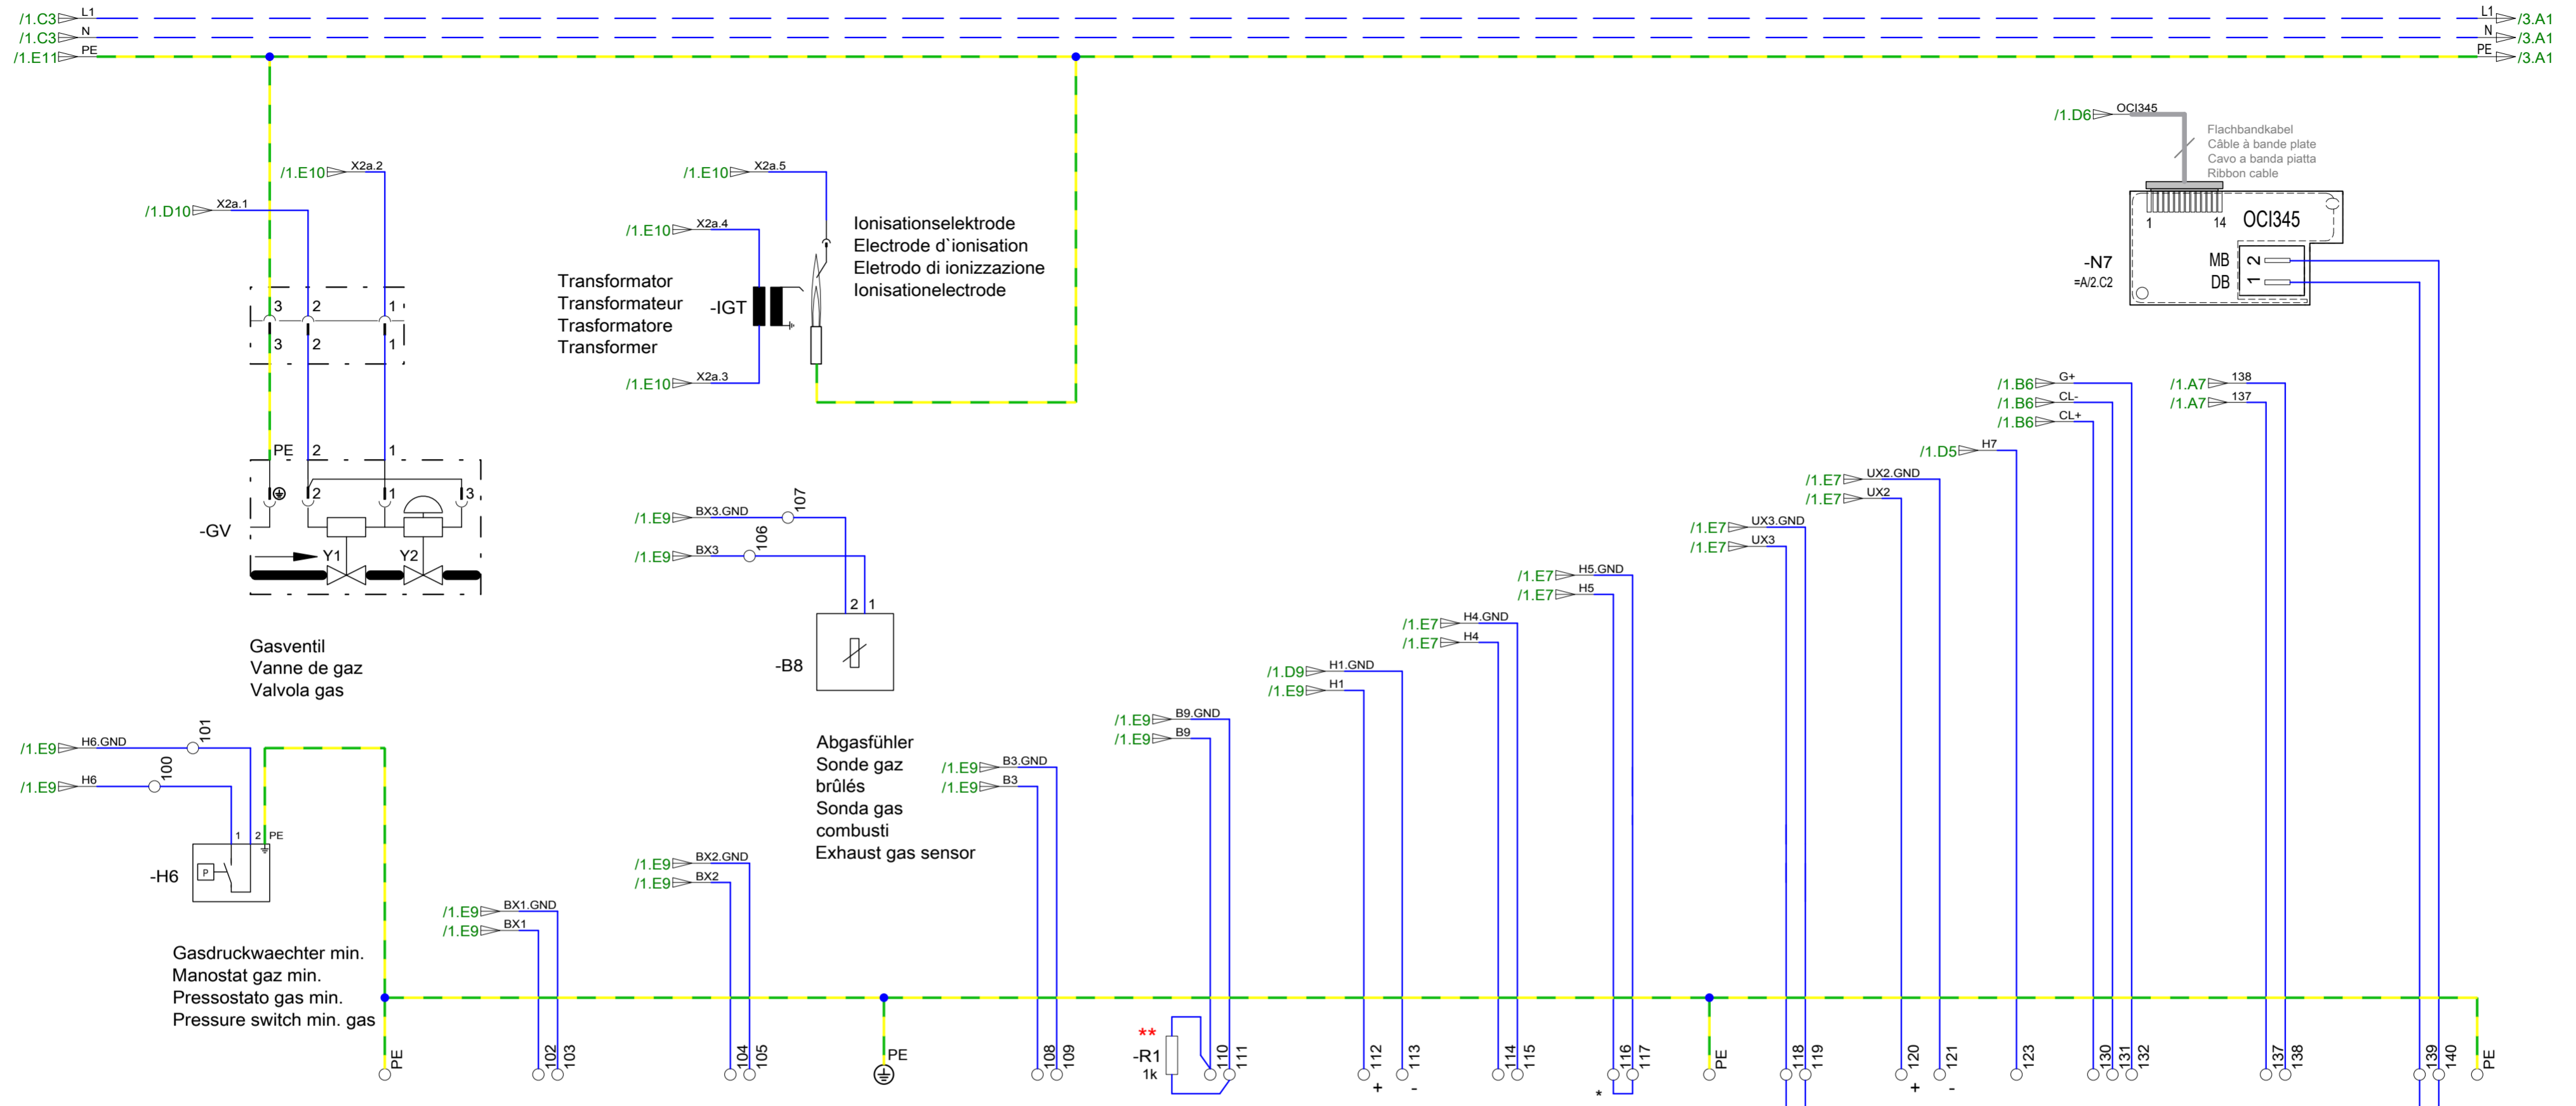 /1.C3 L1
/1.C3 N
/1.E11 PE
L1 /3.A1
N /3.A1
PE /3.A1
/1.D6 OCI345
Flachbandkabel
Câble à bande plate
Cavo a banda piatta
Ribbon cable
1 14 OCI345
-N7
=A/2.C2
MB 2
DB 1
/1.E10 X2a.2
/1.D10 X2a.1
3 2 1
3 2 1
PE 2 1
2 1 3
-GV
Y1 Y2
Gasventil
Vanne de gaz
Valvola gas
/1.E10 X2a.5
/1.E10 X2a.4
/1.E10 X2a.3
Transformator
Transformateur
Trasformatore
Transformer
-IGT
Ionisationselektrode
Electrode d`ionisation
Eletrodo di ionizzazione
Ionisationelectrode
/1.E9 BX3.GND 107
/1.E9 BX3 106
2 1
-B8
Abgasfühler
Sonde gaz
brûlés
Sonda gas
combusti
Exhaust gas sensor
/1.E9 H6.GND 101
/1.E9 H6 100
1 2 PE
P
-H6
Gasdruckwaechter min.
Manostat gaz min.
Pressostato gas min.
Pressure switch min. gas
/1.E9 BX1.GND
/1.E9 BX1
/1.E9 BX2.GND
/1.E9 BX2
/1.E9 B3.GND
/1.E9 B3
/1.E9 B9.GND
/1.E9 B9
/1.D9 H1.GND
/1.E9 H1
/1.E7 H4.GND
/1.E7 H4
/1.E7 H5.GND
/1.E7 H5
/1.E7 UX3.GND
/1.E7 UX3
/1.E7 UX2.GND
/1.E7 UX2
/1.D5 H7
/1.B6 G+
/1.B6 CL-
/1.B6 CL+
/1.A7 138
/1.A7 137
**
-R1
1k
PE 102 103 104 105 PE 108 109 110 111 112 113 114 115 116 117 PE 118 119 120 121 123 130 131 132 137 138 139 140 PE
+ - * + -